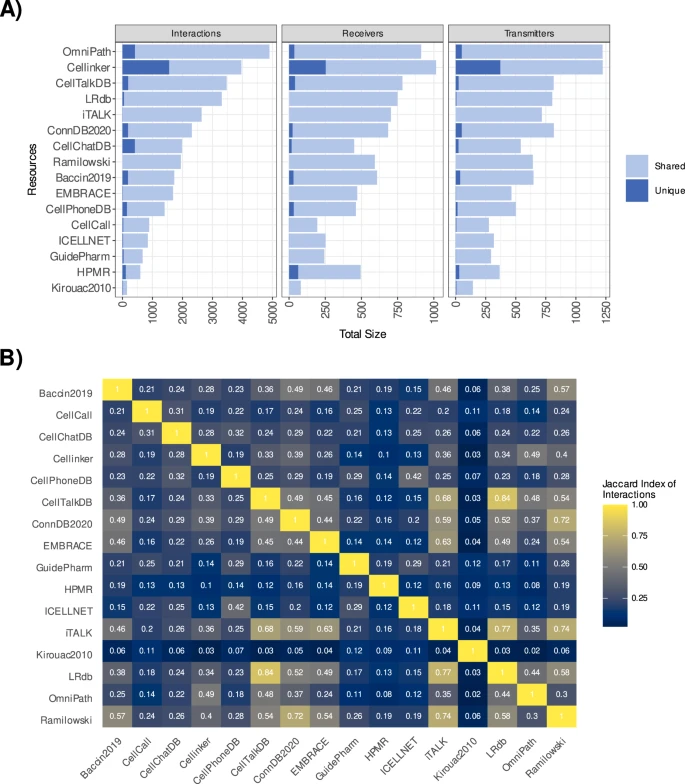 A)
Interactions Receivers Transmitters
OmniPath
Cellinker
CellTalkDB
LRdb
iTALK
ConnDB2020
CellChatDB
Ramilowski
Baccin2019
EMBRACE
CellPhoneDB
CellCall
ICELLNET
GuidePharm
HPMR
Kirouac2010
Resources
Shared
Unique
0 1000 2000 3000 4000 5000 0 250 500 750 1000 0 250 500 750 1000 1250
Total Size
B)
Baccin2019 1 0.21 0.24 0.28 0.23 0.36 0.49 0.46 0.21 0.19 0.15 0.46 0.06 0.38 0.25 0.57
CellCall 0.21 1 0.31 0.19 0.22 0.17 0.24 0.16 0.25 0.13 0.22 0.2 0.11 0.18 0.14 0.24
CellChatDB 0.24 0.31 1 0.28 0.32 0.24 0.29 0.22 0.21 0.13 0.25 0.26 0.06 0.24 0.22 0.26
Cellinker 0.28 0.19 0.28 1 0.19 0.33 0.39 0.26 0.14 0.1 0.13 0.36 0.03 0.34 0.49 0.4
CellPhoneDB 0.23 0.22 0.32 0.19 1 0.25 0.29 0.19 0.29 0.14 0.42 0.25 0.07 0.23 0.18 0.28
CellTalkDB 0.36 0.17 0.24 0.33 0.25 1 0.49 0.45 0.16 0.12 0.15 0.68 0.03 0.84 0.48 0.54
ConnDB2020 0.49 0.24 0.29 0.39 0.29 0.49 1 0.44 0.22 0.16 0.2 0.59 0.05 0.52 0.37 0.72
EMBRACE 0.46 0.16 0.22 0.26 0.19 0.45 0.44 1 0.14 0.14 0.12 0.63 0.04 0.49 0.24 0.54
GuidePharm 0.21 0.25 0.21 0.14 0.29 0.16 0.22 0.14 1 0.19 0.29 0.21 0.12 0.17 0.11 0.26
HPMR 0.19 0.13 0.13 0.1 0.14 0.12 0.16 0.14 0.19 1 0.12 0.16 0.09 0.13 0.08 0.19
ICELLNET 0.15 0.22 0.25 0.13 0.42 0.15 0.2 0.12 0.29 0.12 1 0.18 0.11 0.15 0.12 0.19
iTALK 0.46 0.2 0.26 0.36 0.25 0.68 0.59 0.63 0.21 0.16 0.18 1 0.04 0.77 0.35 0.74
Kirouac2010 0.06 0.11 0.06 0.03 0.07 0.03 0.05 0.04 0.12 0.09 0.11 0.04 1 0.03 0.02 0.06
LRdb 0.38 0.18 0.24 0.34 0.23 0.84 0.52 0.49 0.17 0.13 0.15 0.77 0.03 1 0.44 0.58
OmniPath 0.25 0.14 0.22 0.49 0.18 0.48 0.37 0.24 0.11 0.08 0.12 0.35 0.02 0.44 1 0.3
Ramilowski 0.57 0.24 0.26 0.4 0.28 0.54 0.72 0.54 0.26 0.19 0.19 0.74 0.06 0.58 0.3 1
Baccin2019 CellCall CellChatDB Cellinker CellPhoneDB CellTalkDB ConnDB2020 EMBRACE GuidePharm HPMR ICELLNET iTALK Kirouac2010 LRdb OmniPath Ramilowski
Jaccard Index of
Interactions
1.00
0.75
0.50
0.25